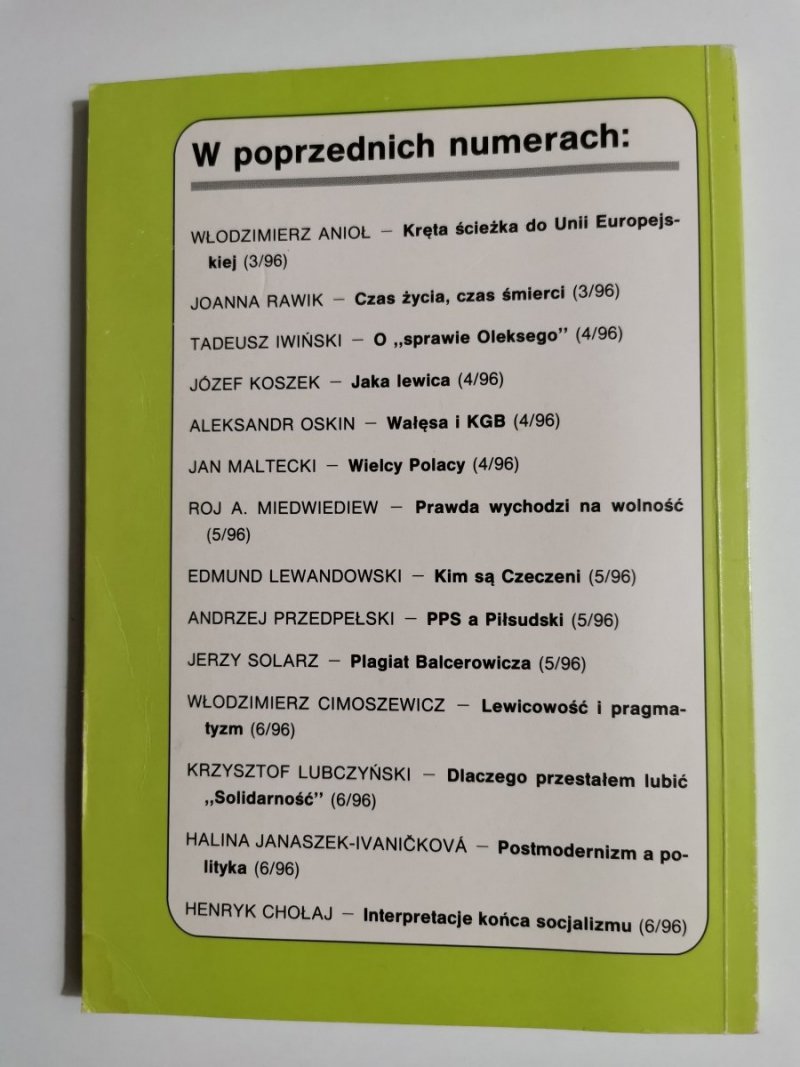 W poprzednich numerach:
WŁODZIMIERZ ANIOŁ – Kręta ścieżka do Unii Europejs-
kiej (3/96)
JOANNA RAWIK – Czas życia, czas śmierci (3/96)
TADEUSZ IWIŃSKI – O „sprawie Oleksego” (4/96)
JÓZEF KOSZEK – Jaka lewica (4/96)
ALEKSANDR OSKIN – Wałęsa i KGB (4/96)
JAN MALTECKI – Wielcy Polacy (4/96)
ROJ A. MIEDWIEDIEW – Prawda wychodzi na wolność
(5/96)
EDMUND LEWANDOWSKI – Kim są Czeczeni (5/96)
ANDRZEJ PRZEDPEŁSKI – PPS a Piłsudski (5/96)
JERZY SOLARZ – Plagiat Balcerowicza (5/96)
WŁODZIMIERZ CIMOSZEWICZ – Lewicowość i pragma-
tyzm (6/96)
KRZYSZTOF LUBCZYŃSKI – Dlaczego przestałem lubić
„Solidarność” (6/96)
HALINA JANASZEK-IVANIČKOVÁ – Postmodernizm a po-
lityka (6/96)
HENRYK CHOŁAJ – Interpretacje końca socjalizmu (6/96)